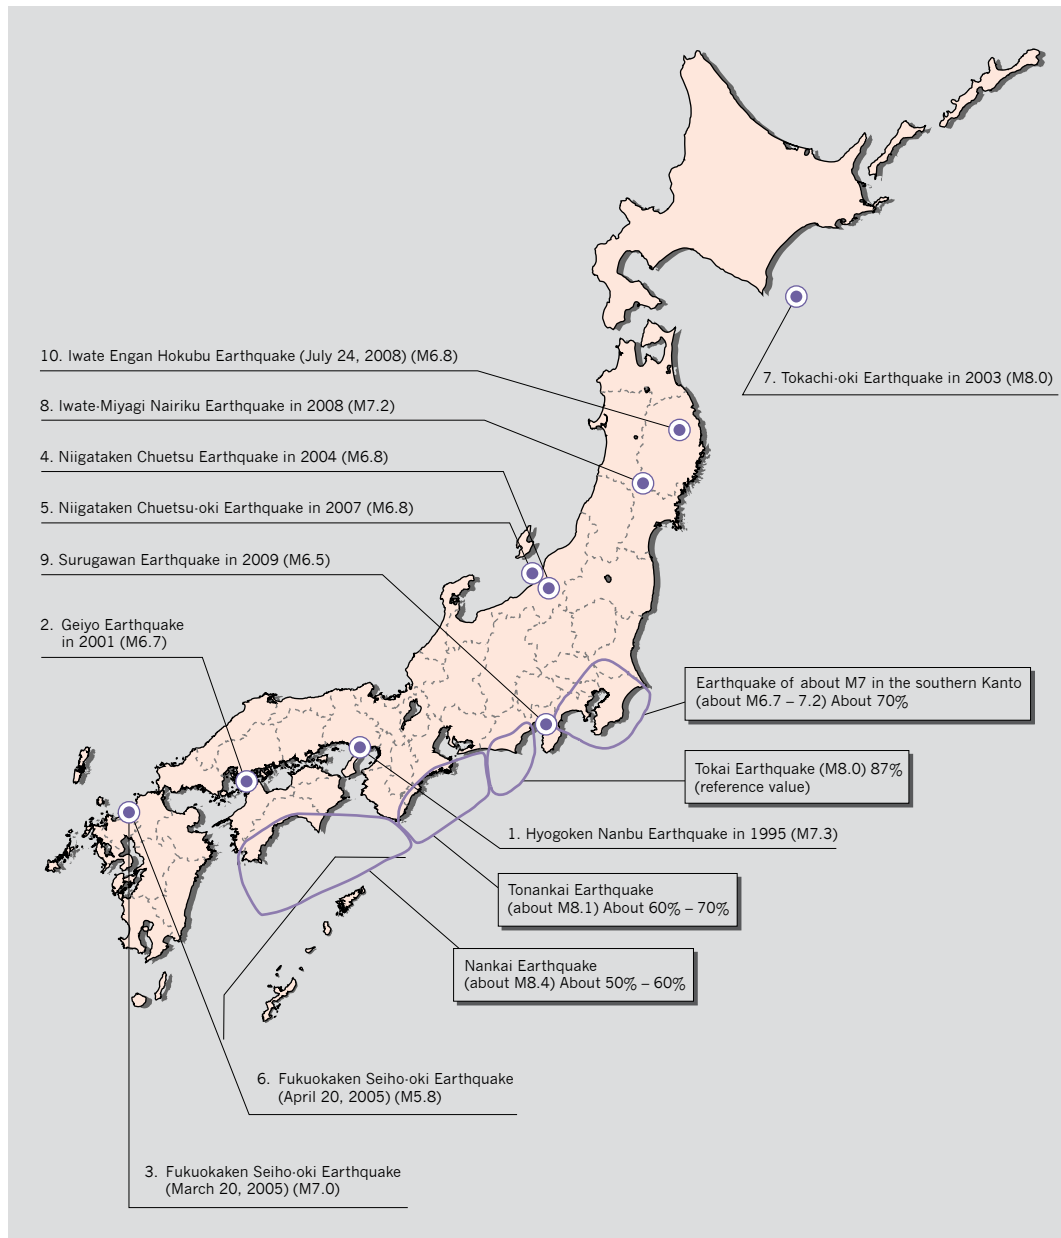 10. Iwate Engan Hokubu Earthquake (July 24, 2008) (M6.8)
7. Tokachi-oki Earthquake in 2003 (M8.0)
8. Iwate-Miyagi Nairiku Earthquake in 2008 (M7.2)
4. Niigataken Chuetsu Earthquake in 2004 (M6.8)
5. Niigataken Chuetsu-oki Earthquake in 2007 (M6.8)
9. Surugawan Earthquake in 2009 (M6.5)
2. Geiyo Earthquake
in 2001 (M6.7)
Earthquake of about M7 in the southern Kanto
(about M6.7 – 7.2) About 70%
Tokai Earthquake (M8.0) 87%
(reference value)
1. Hyogoken Nanbu Earthquake in 1995 (M7.3)
Tonankai Earthquake
(about M8.1) About 60% – 70%
Nankai Earthquake
(about M8.4) About 50% – 60%
6. Fukuokaken Seiho-oki Earthquake
(April 20, 2005) (M5.8)
3. Fukuokaken Seiho-oki Earthquake
(March 20, 2005) (M7.0)